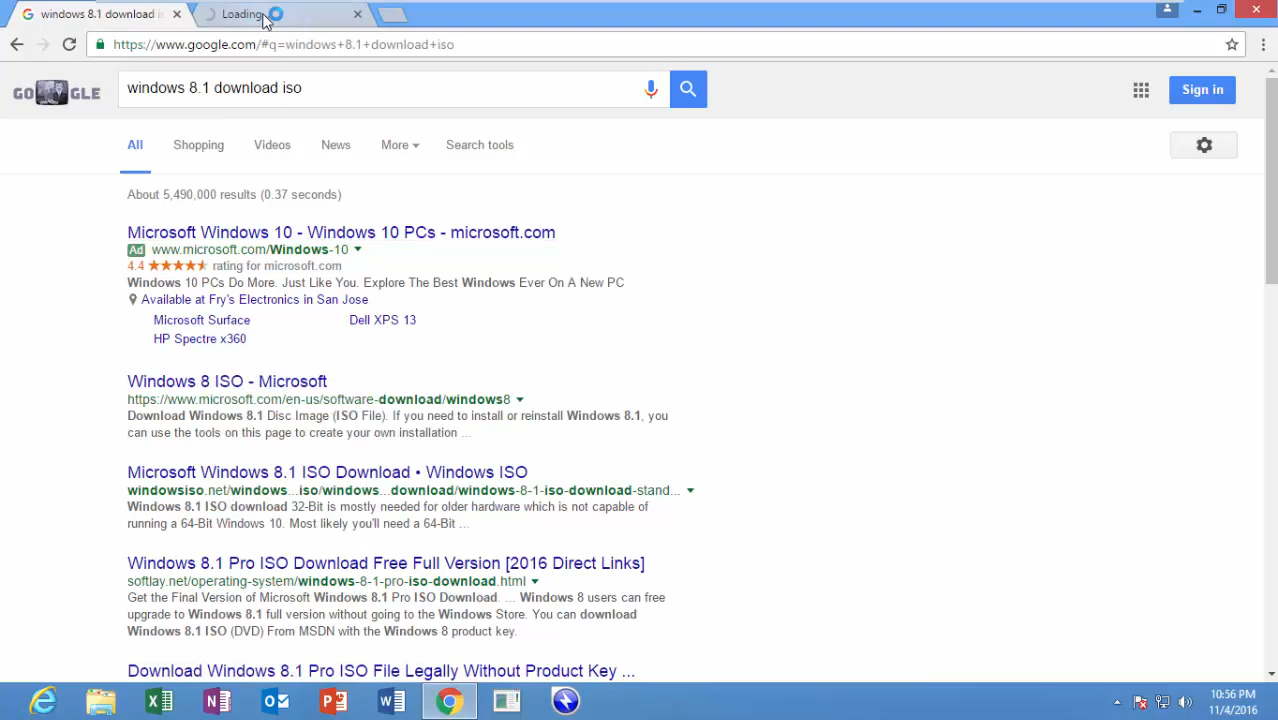 windows 8.1 download is
Loading
https://www.google.com/#q=windows+8.1+download+iso
GO GLE
windows 8.1 download iso
Sign in
All Shopping Videos News More Search tools
About 5,490,000 results (0.37 seconds)
Microsoft Windows 10 - Windows 10 PCs - microsoft.com
Ad www.microsoft.com/Windows-10
4.4 rating for microsoft.com
Windows 10 PCs Do More. Just Like You. Explore The Best Windows Ever On A New PC
Available at Fry's Electronics in San Jose
Microsoft Surface Dell XPS 13
HP Spectre x360
Windows 8 ISO - Microsoft
https://www.microsoft.com/en-us/software-download/windows8
Download Windows 8.1 Disc Image (ISO File). If you need to install or reinstall Windows 8.1, you
can use the tools on this page to create your own installation ...
Microsoft Windows 8.1 ISO Download • Windows ISO
windowsiso.net/windows...iso/windows...download/windows-8-1-iso-download-stand...
Windows 8.1 ISO download 32-Bit is mostly needed for older hardware which is not capable of
running a 64-Bit Windows 10. Most likely you'll need a 64-Bit ...
Windows 8.1 Pro ISO Download Free Full Version [2016 Direct Links]
softlay.net/operating-system/windows-8-1-pro-iso-download.html
Get the Final Version of Microsoft Windows 8.1 Pro ISO Download. ... Windows 8 users can free
upgrade to Windows 8.1 full version without going to the Windows Store. You can download
Windows 8.1 ISO (DVD) From MSDN with the Windows 8 product key.
Download Windows 8.1 Pro ISO File Legally Without Product Key ...
10:56 PM
11/4/2016